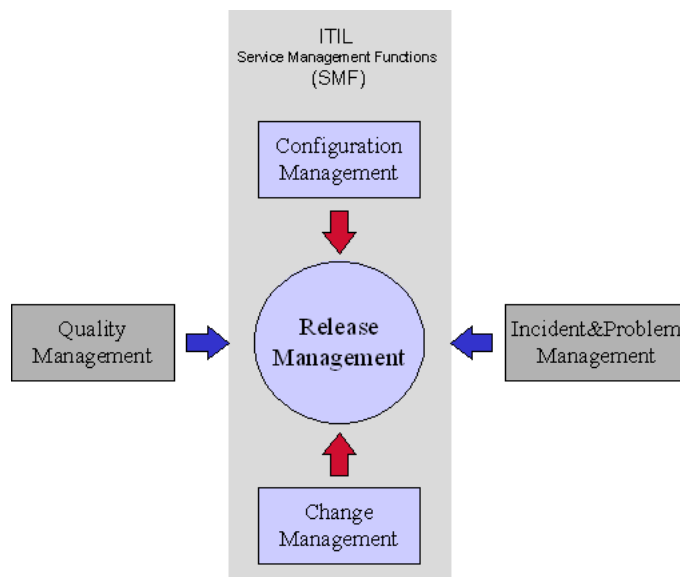 ITIL
Service Management Functions
(SMF)
Configuration
Management
Quality
Management
Release
Management
Incident&Problem
Management
Change
Management